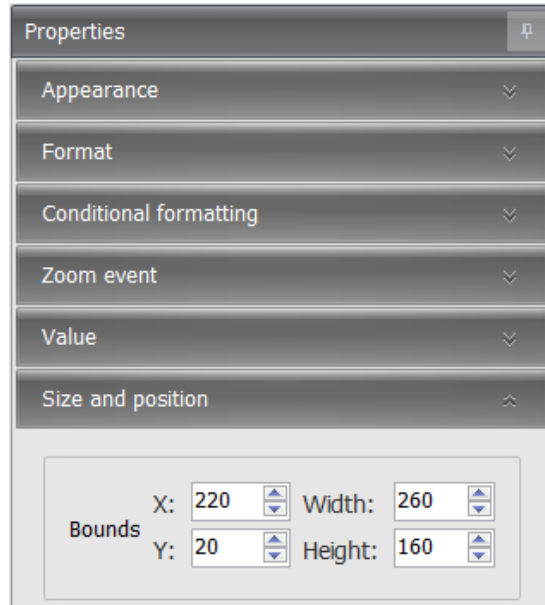 Properties
Appearance
Format
Conditional formatting
Zoom event
Value
Size and position
Bounds
X: 220 Width: 260
Y: 20 Height: 160